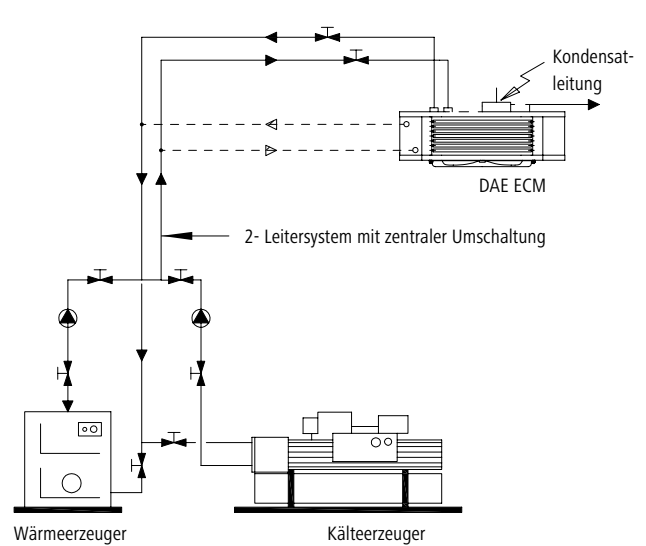 Kondensat-
leitung
DAE ECM
2- Leitersystem mit zentraler Umschaltung
Wärmeerzeuger
Kälteerzeuger